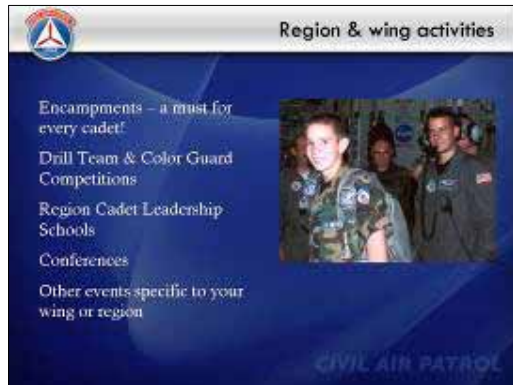 Region & wing activities
Encampments – a must for
every cadet!
Drill Team & Color Guard
Competitions
Region Cadet Leadership
Schools
Conferences
Other events specific to your
wing or region
CIVIL AIR PATROL